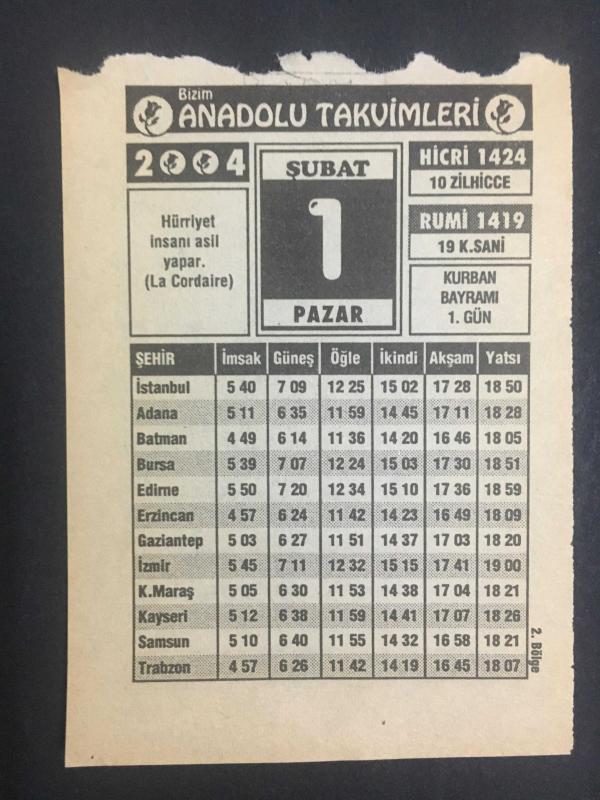 Bizim
ANADOLU TAKVİMLERİ
2004
ŞUBAT
1
PAZAR
HİCRİ 1424
10 ZİLHİCCE
RUMİ 1419
19 K.SANİ
Hürriyet
insanı asil
yapar.
(La Cordaire)
KURBAN
BAYRAMI
1. GÜN
ŞEHİR İmsak Güneş Öğle İkindi Akşam Yatsı
İstanbul 5 40 7 09 12 25 15 02 17 28 18 50
Adana 5 11 6 35 11 59 14 45 17 11 18 28
Batman 4 49 6 14 11 36 14 20 16 46 18 05
Bursa 5 39 7 07 12 24 15 03 17 30 18 51
Edirne 5 50 7 20 12 34 15 10 17 36 18 59
Erzincan 4 57 6 24 11 42 14 23 16 49 18 09
Gaziantep 5 03 6 27 11 51 14 37 17 03 18 20
İzmir 5 45 7 11 12 32 15 15 17 41 19 00
K.Maraş 5 05 6 30 11 53 14 38 17 04 18 21
Kayseri 5 12 6 38 11 59 14 41 17 07 18 26
Samsun 5 10 6 40 11 55 14 32 16 58 18 21
Trabzon 4 57 6 26 11 42 14 19 16 45 18 07
2. Bölge